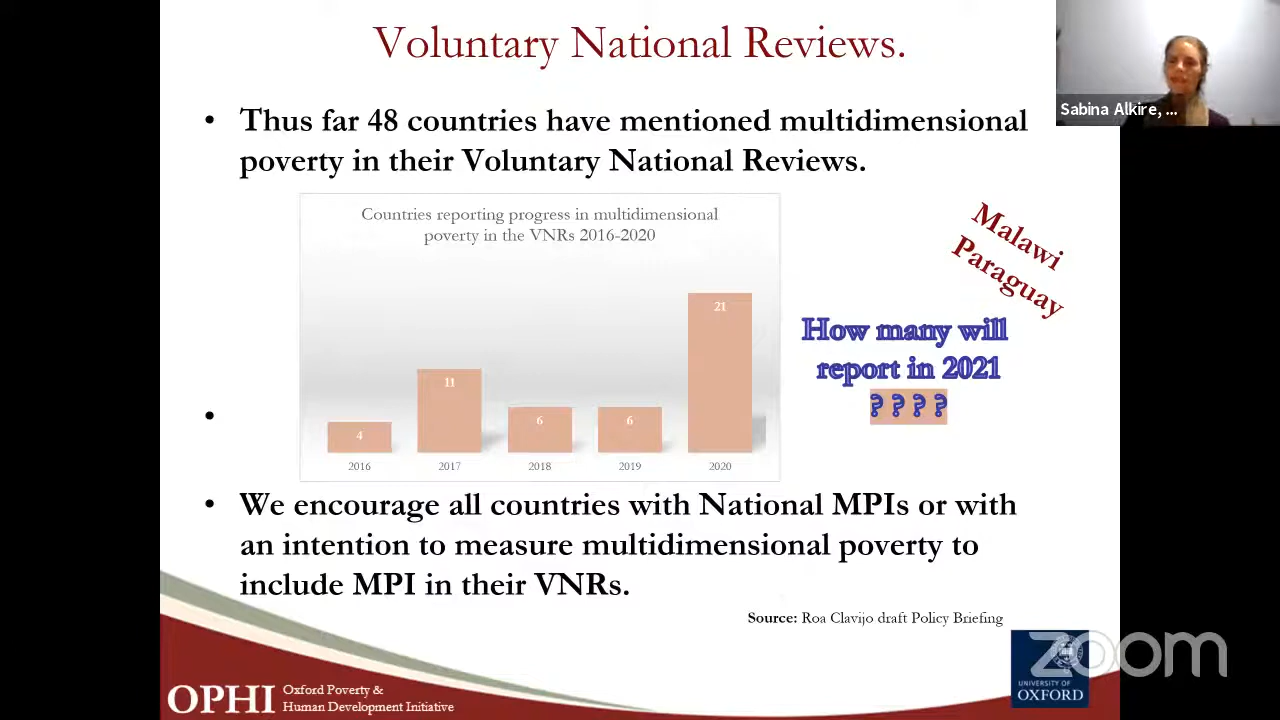 Voluntary National Reviews.
Sabina Alkire, ...
• Thus far 48 countries have mentioned multidimensional
poverty in their Voluntary National Reviews.
Countries reporting progress in multidimensional
poverty in the VNRs 2016-2020
4
11
6
6
21
2016
2017
2018
2019
2020
Malawi
Paraguay
How many will
report in 2021
? ? ? ?
•
• We encourage all countries with National MPIs or with
an intention to measure multidimensional poverty to
include MPI in their VNRs.
Source: Roa Clavijo draft Policy Briefing
OPHI
Oxford Poverty &
Human Development Initiative
UNIVERSITY OF
OXFORD
zoom